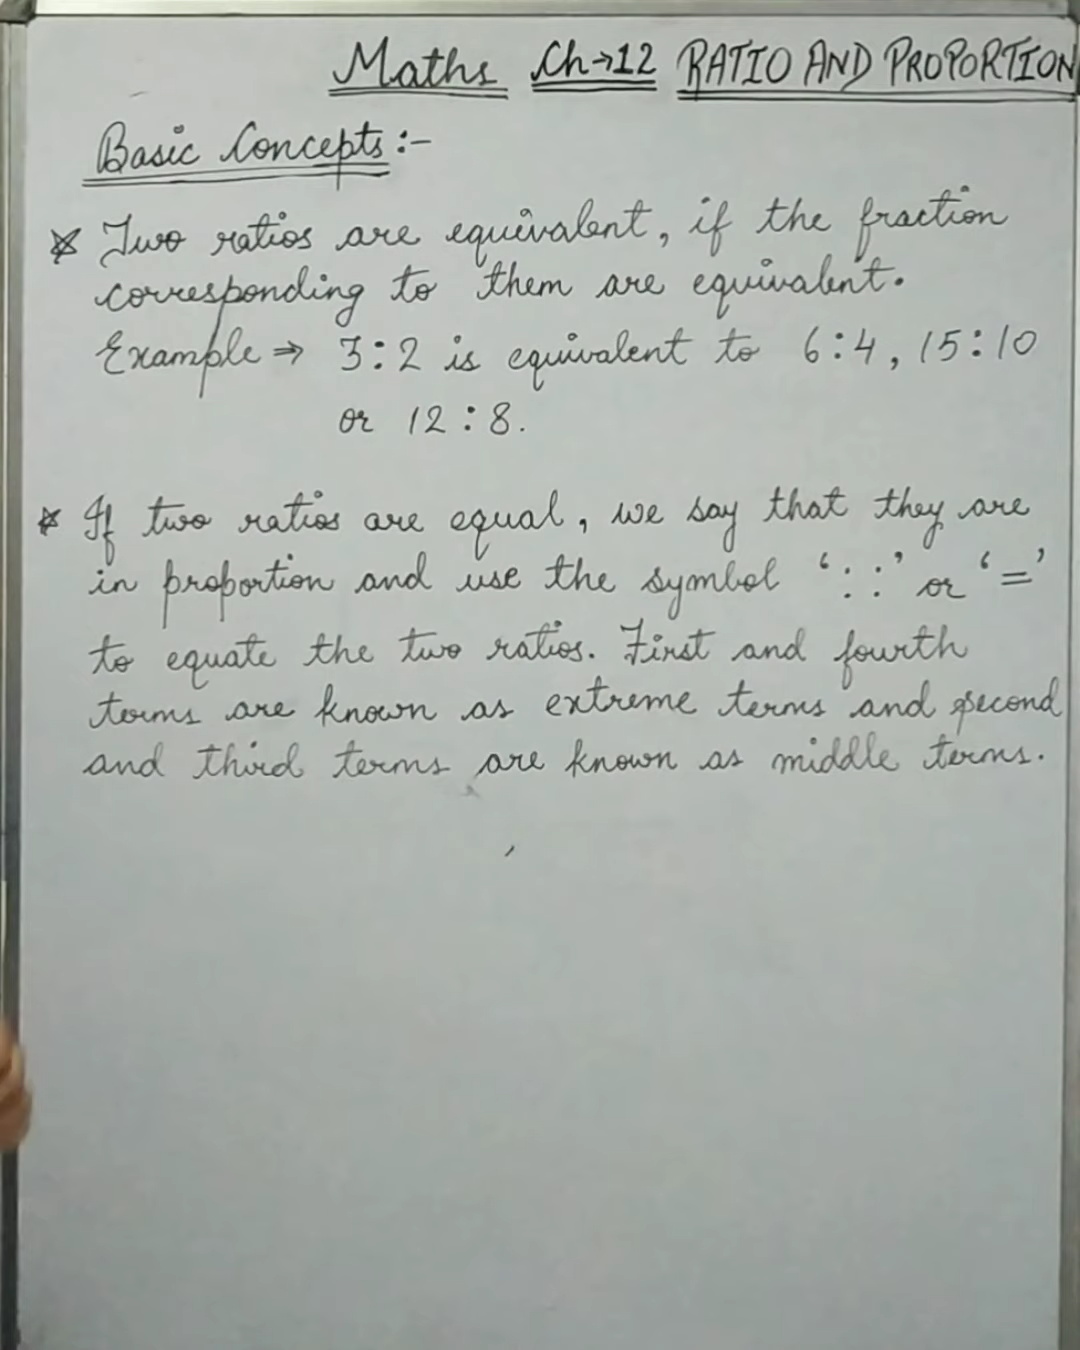 Maths Ch→12 RATIO AND PROPORTION
Basic Concepts :-
* Two ratios are equivalent, if the fraction
corresponding to them are equivalent.
Example ⇒ 3:2 is equivalent to 6:4, 15:10
or 12:8.
* If two ratios are equal, we say that they are
in proportion and use the symbol '::' or '='
to equate the two ratios. First and fourth
terms are known as extreme terms and second
and third terms are known as middle terms.